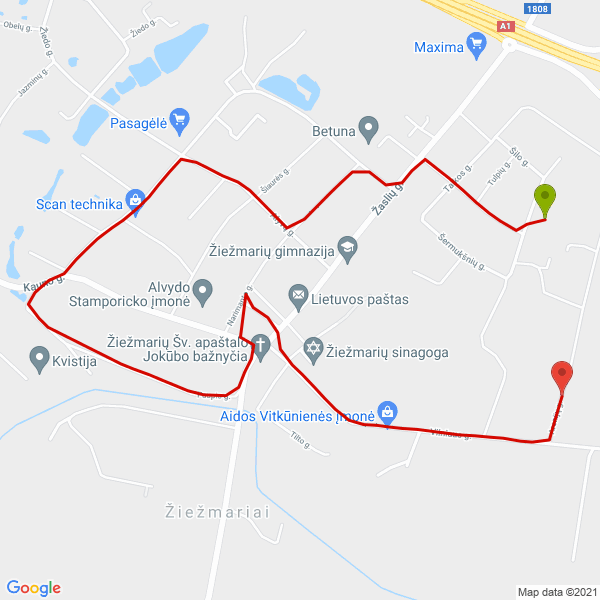 1808
A1
Obelų g.
Žiedo g.
Žiedo g.
Jazminų g.
Maxima
Pasagėlė
Betuna
Šilo g.
Tulpių g.
Taikos g.
Šiaurės g.
Žaslių g.
Scan technika
Žiežmarių gimnazija
Šermukšnių g.
Kauno g.
Alvydo
Stamporicko įmonė
Narimanto g.
Lietuvos paštas
Žiežmarių Šv. apaštalo
Jokūbo bažnyčia
Žiežmarių sinagoga
Kvistija
Aidos Vitkūnienės įmonė
Vilniaus g.
Tilto g.
Žiežmariai
Google
Map data ©2021